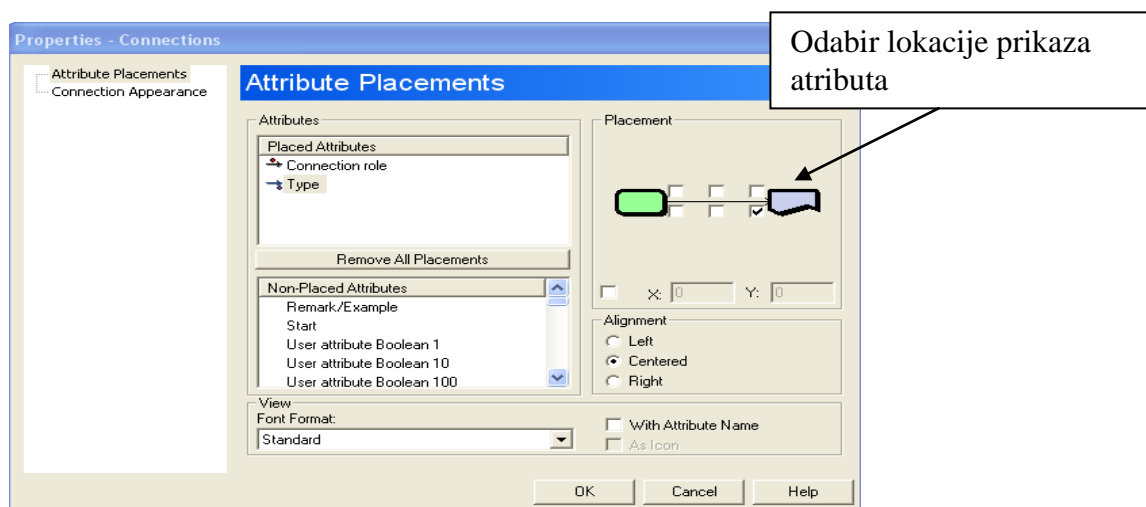 Properties - Connections
Odabir lokacije prikaza
atributa
Attribute Placements
Connection Appearance
Attribute Placements
Attributes
Placed Attributes
Connection role
Type
Remove All Placements
Non-Placed Attributes
Remark/Example
Start
User attribute Boolean 1
User attribute Boolean 10
User attribute Boolean 100
Placement
X: 0 Y: 0
Alignment
Left
Centered
Right
View
Font Format:
Standard
With Attribute Name
As Icon
OK Cancel Help